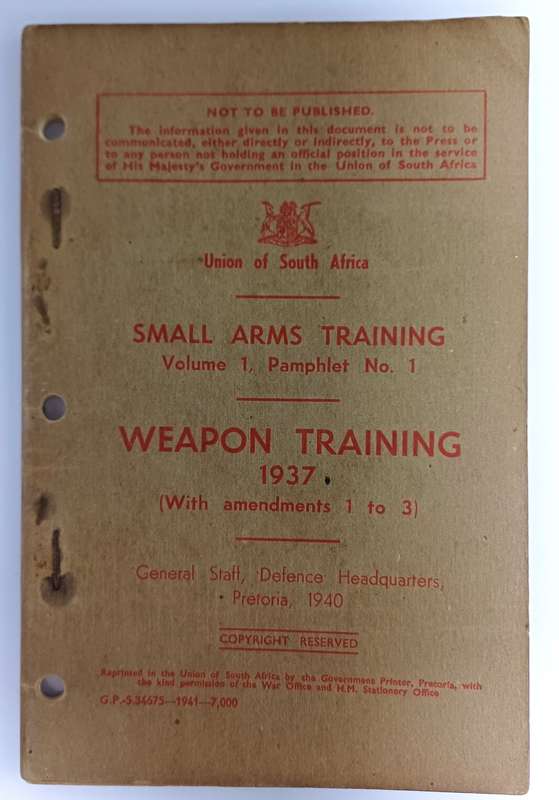 NOT TO BE PUBLISHED.
The information given in this document is not to be
communicated, either directly or indirectly, to the Press or
to any person not holding an official position in the service
of His Majesty's Government in the Union of South Africa
Union of South Africa
SMALL ARMS TRAINING
Volume 1, Pamphlet No. 1
WEAPON TRAINING
1937
(With amendments 1 to 3)
General Staff, Defence Headquarters,
Pretoria, 1940
COPYRIGHT RESERVED
Reprinted in the Union of South Africa by the Government Printer, Pretoria, with
the kind permission of the War Office and H.M. Stationery Office
G.P.-S.34675—1941—7,000